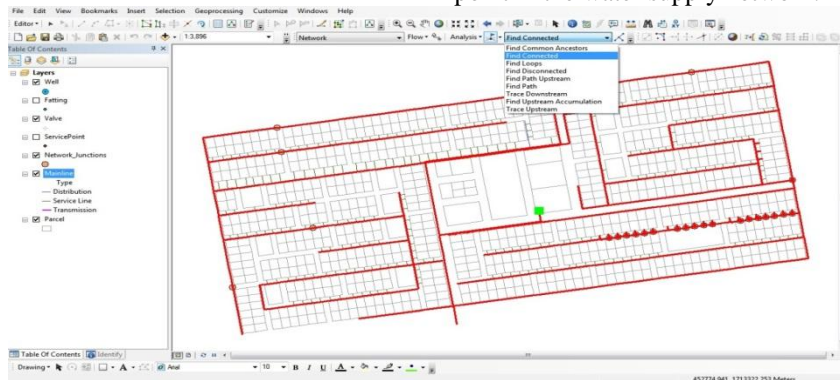 File Edit View Bookmarks Insert Selection Geoprocessing Customize Windows Help
Editor
1:3,896 Network Flow Analysis Find Connected
Find Common Ancestors
Find Connected
Find Loops
Find Disconnected
Find Path Upstream
Find Path
Trace Downstream
Find Upstream Accumulation
Trace Upstream
Table Of Contents
Layers
Well
Fatting
Valve
ServicePoint
Network_Junctions
Mainline
Type
Distribution
Service Line
Transmission
Parcel
Table Of Contents Identify
Drawing A Arial 10 B I U A